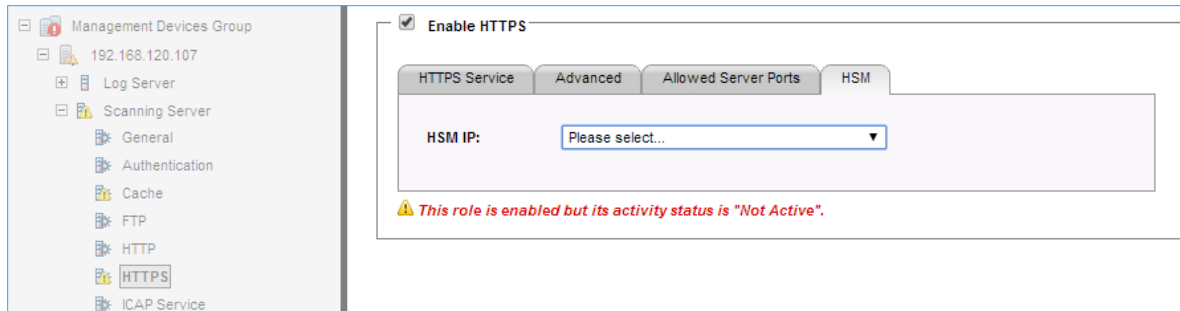 Management Devices Group
192.168.120.107
Log Server
Scanning Server
General
Authentication
Cache
FTP
HTTP
HTTPS
ICAP Service
Enable HTTPS
HTTPS Service
Advanced
Allowed Server Ports
HSM
HSM IP:
Please select...
This role is enabled but its activity status is "Not Active".